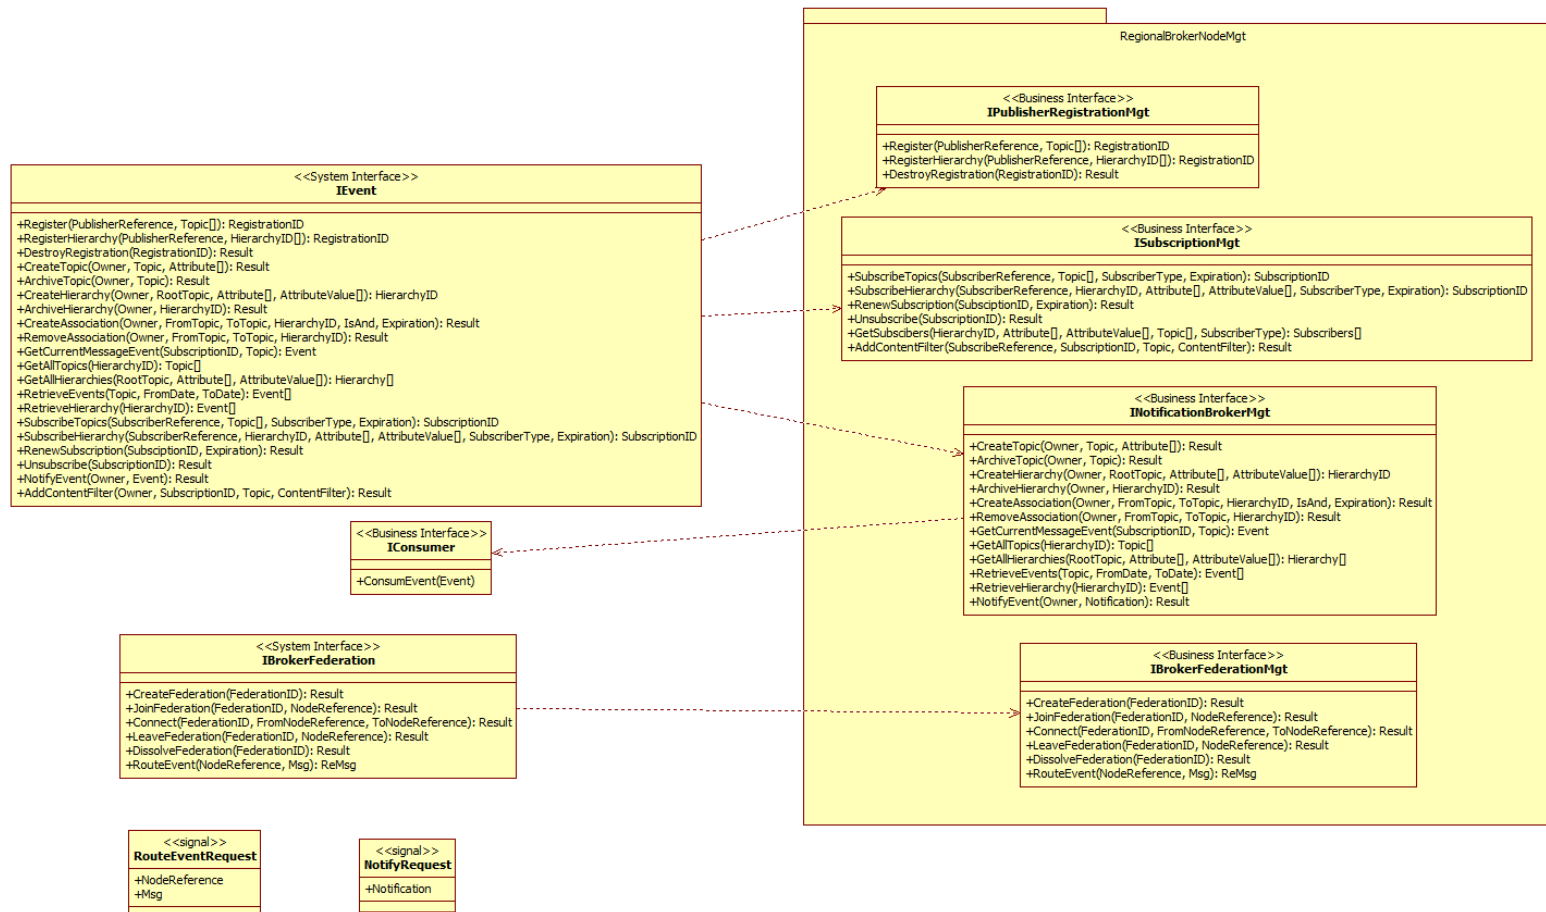 RegionalBrokerNodeMgt
<<Business Interface>>
IPublisherRegistrationMgt
+Register(PublisherReference, Topic[]): RegistrationID
+RegisterHierarchy(PublisherReference, HierarchyID[]): RegistrationID
+DestroyRegistration(RegistrationID): Result
<<System Interface>>
IEvent
+Register(PublisherReference, Topic[]): RegistrationID
+RegisterHierarchy(PublisherReference, HierarchyID[]): RegistrationID
+DestroyRegistration(RegistrationID): Result
+CreateTopic(Owner, Topic, Attribute[]): Result
+ArchiveTopic(Owner, Topic): Result
+CreateHierarchy(Owner, RootTopic, Attribute[], AttributeValue[]): HierarchyID
+ArchiveHierarchy(Owner, HierarchyID): Result
+CreateAssociation(Owner, FromTopic, ToTopic, HierarchyID, IsAnd, Expiration): Result
+RemoveAssociation(Owner, FromTopic, ToTopic, HierarchyID): Result
+GetCurrentMessageEvent(SubscriptionID, Topic): Event
+GetAllTopics(HierarchyID): Topic[]
+GetAllHierarchies(RootTopic, Attribute[], AttributeValue[]): Hierarchy[]
+RetrieveEvents(Topic, FromDate, ToDate): Event[]
+RetrieveHierarchy(HierarchyID): Event[]
+SubscribeTopics(SubscriberReference, Topic[], SubscriberType, Expiration): SubscriptionID
+SubscribeHierarchy(SubscriberReference, HierarchyID, Attribute[], AttributeValue[], SubscriberType, Expiration): SubscriptionID
+RenewSubscription(SubsciptionID, Expiration): Result
+Unsubscribe(SubscriptionID): Result
+NotifyEvent(Owner, Event): Result
+AddContentFilter(Owner, SubscriptionID, Topic, ContentFilter): Result
<<Business Interface>>
ISubscriptionMgt
+SubscribeTopics(SubscriberReference, Topic[], SubscriberType, Expiration): SubscriptionID
+SubscribeHierarchy(SubscriberReference, HierarchyID, Attribute[], AttributeValue[], SubscriberType, Expiration): SubscriptionID
+RenewSubscription(SubsciptionID, Expiration): Result
+Unsubscribe(SubscriptionID): Result
+GetSubscibers(HierarchyID, Attribute[], AttributeValue[], Topic[], SubscriberType): Subscribers[]
+AddContentFilter(SubscribeReference, SubscriptionID, Topic, ContentFilter): Result
<<Business Interface>>
INotificationBrokerMgt
+CreateTopic(Owner, Topic, Attribute[]): Result
+ArchiveTopic(Owner, Topic): Result
+CreateHierarchy(Owner, RootTopic, Attribute[], AttributeValue[]): HierarchyID
+ArchiveHierarchy(Owner, HierarchyID): Result
+CreateAssociation(Owner, FromTopic, ToTopic, HierarchyID, IsAnd, Expiration): Result
+RemoveAssociation(Owner, FromTopic, ToTopic, HierarchyID): Result
+GetCurrentMessageEvent(SubscriptionID, Topic): Event
+GetAllTopics(HierarchyID): Topic[]
+GetAllHierarchies(RootTopic, Attribute[], AttributeValue[]): Hierarchy[]
+RetrieveEvents(Topic, FromDate, ToDate): Event[]
+RetrieveHierarchy(HierarchyID): Event[]
+NotifyEvent(Owner, Notification): Result
<<Business Interface>>
IConsumer
+ConsumEvent(Event)
<<System Interface>>
IBrokerFederation
+CreateFederation(FederationID): Result
+JoinFederation(FederationID, NodeReference): Result
+Connect(FederationID, FromNodeReference, ToNodeReference): Result
+LeaveFederation(FederationID, NodeReference): Result
+DissolveFederation(FederationID): Result
+RouteEvent(NodeReference, Msg): ReMsg
<<Business Interface>>
IBrokerFederationMgt
+CreateFederation(FederationID): Result
+JoinFederation(FederationID, NodeReference): Result
+Connect(FederationID, FromNodeReference, ToNodeReference): Result
+LeaveFederation(FederationID, NodeReference): Result
+DissolveFederation(FederationID): Result
+RouteEvent(NodeReference, Msg): ReMsg
<<signal>>
RouteEventRequest
+NodeReference
+Msg
<<signal>>
NotifyRequest
+Notification